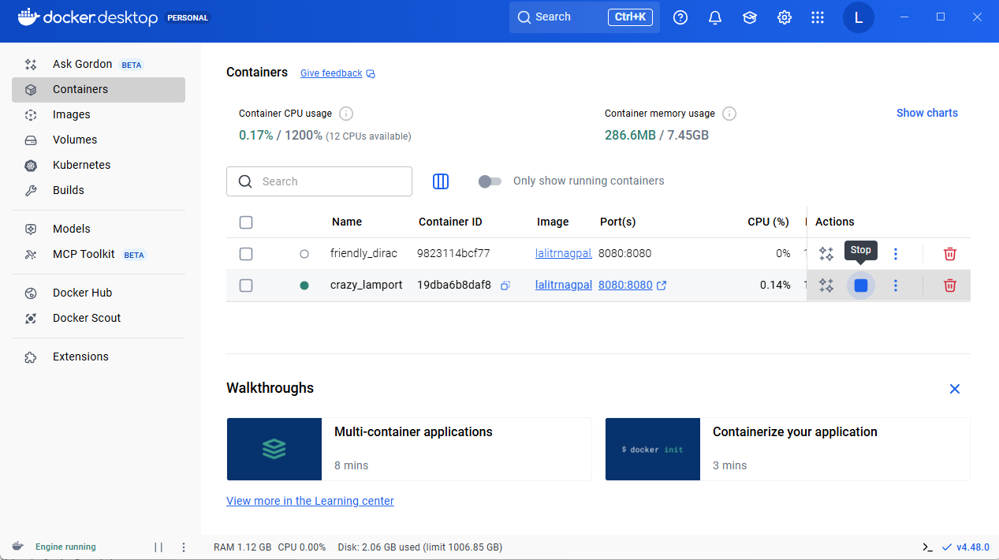 docker.desktop PERSONAL
Search Ctrl+K
L
Ask Gordon BETA
Containers
Images
Volumes
Kubernetes
Builds
Models
MCP Toolkit BETA
Docker Hub
Docker Scout
Extensions
Containers Give feedback
Container CPU usage
0.17% / 1200% (12 CPUs available)
Container memory usage
286.6MB / 7.45GB
Show charts
Search
Only show running containers
Name Container ID Image Port(s) CPU (%) Actions
friendly_dirac 9823114bcf77 lalitrnagpal 8080:8080 0%
Stop
crazy_lamport 19dba6b8daf8 lalitrnagpal 8080:8080 0.14%
Walkthroughs
Multi-container applications
8 mins
$ docker init
Containerize your application
3 mins
View more in the Learning center
Engine running RAM 1.12 GB CPU 0.00% Disk: 2.06 GB used (limit 1006.85 GB) v4.48.0